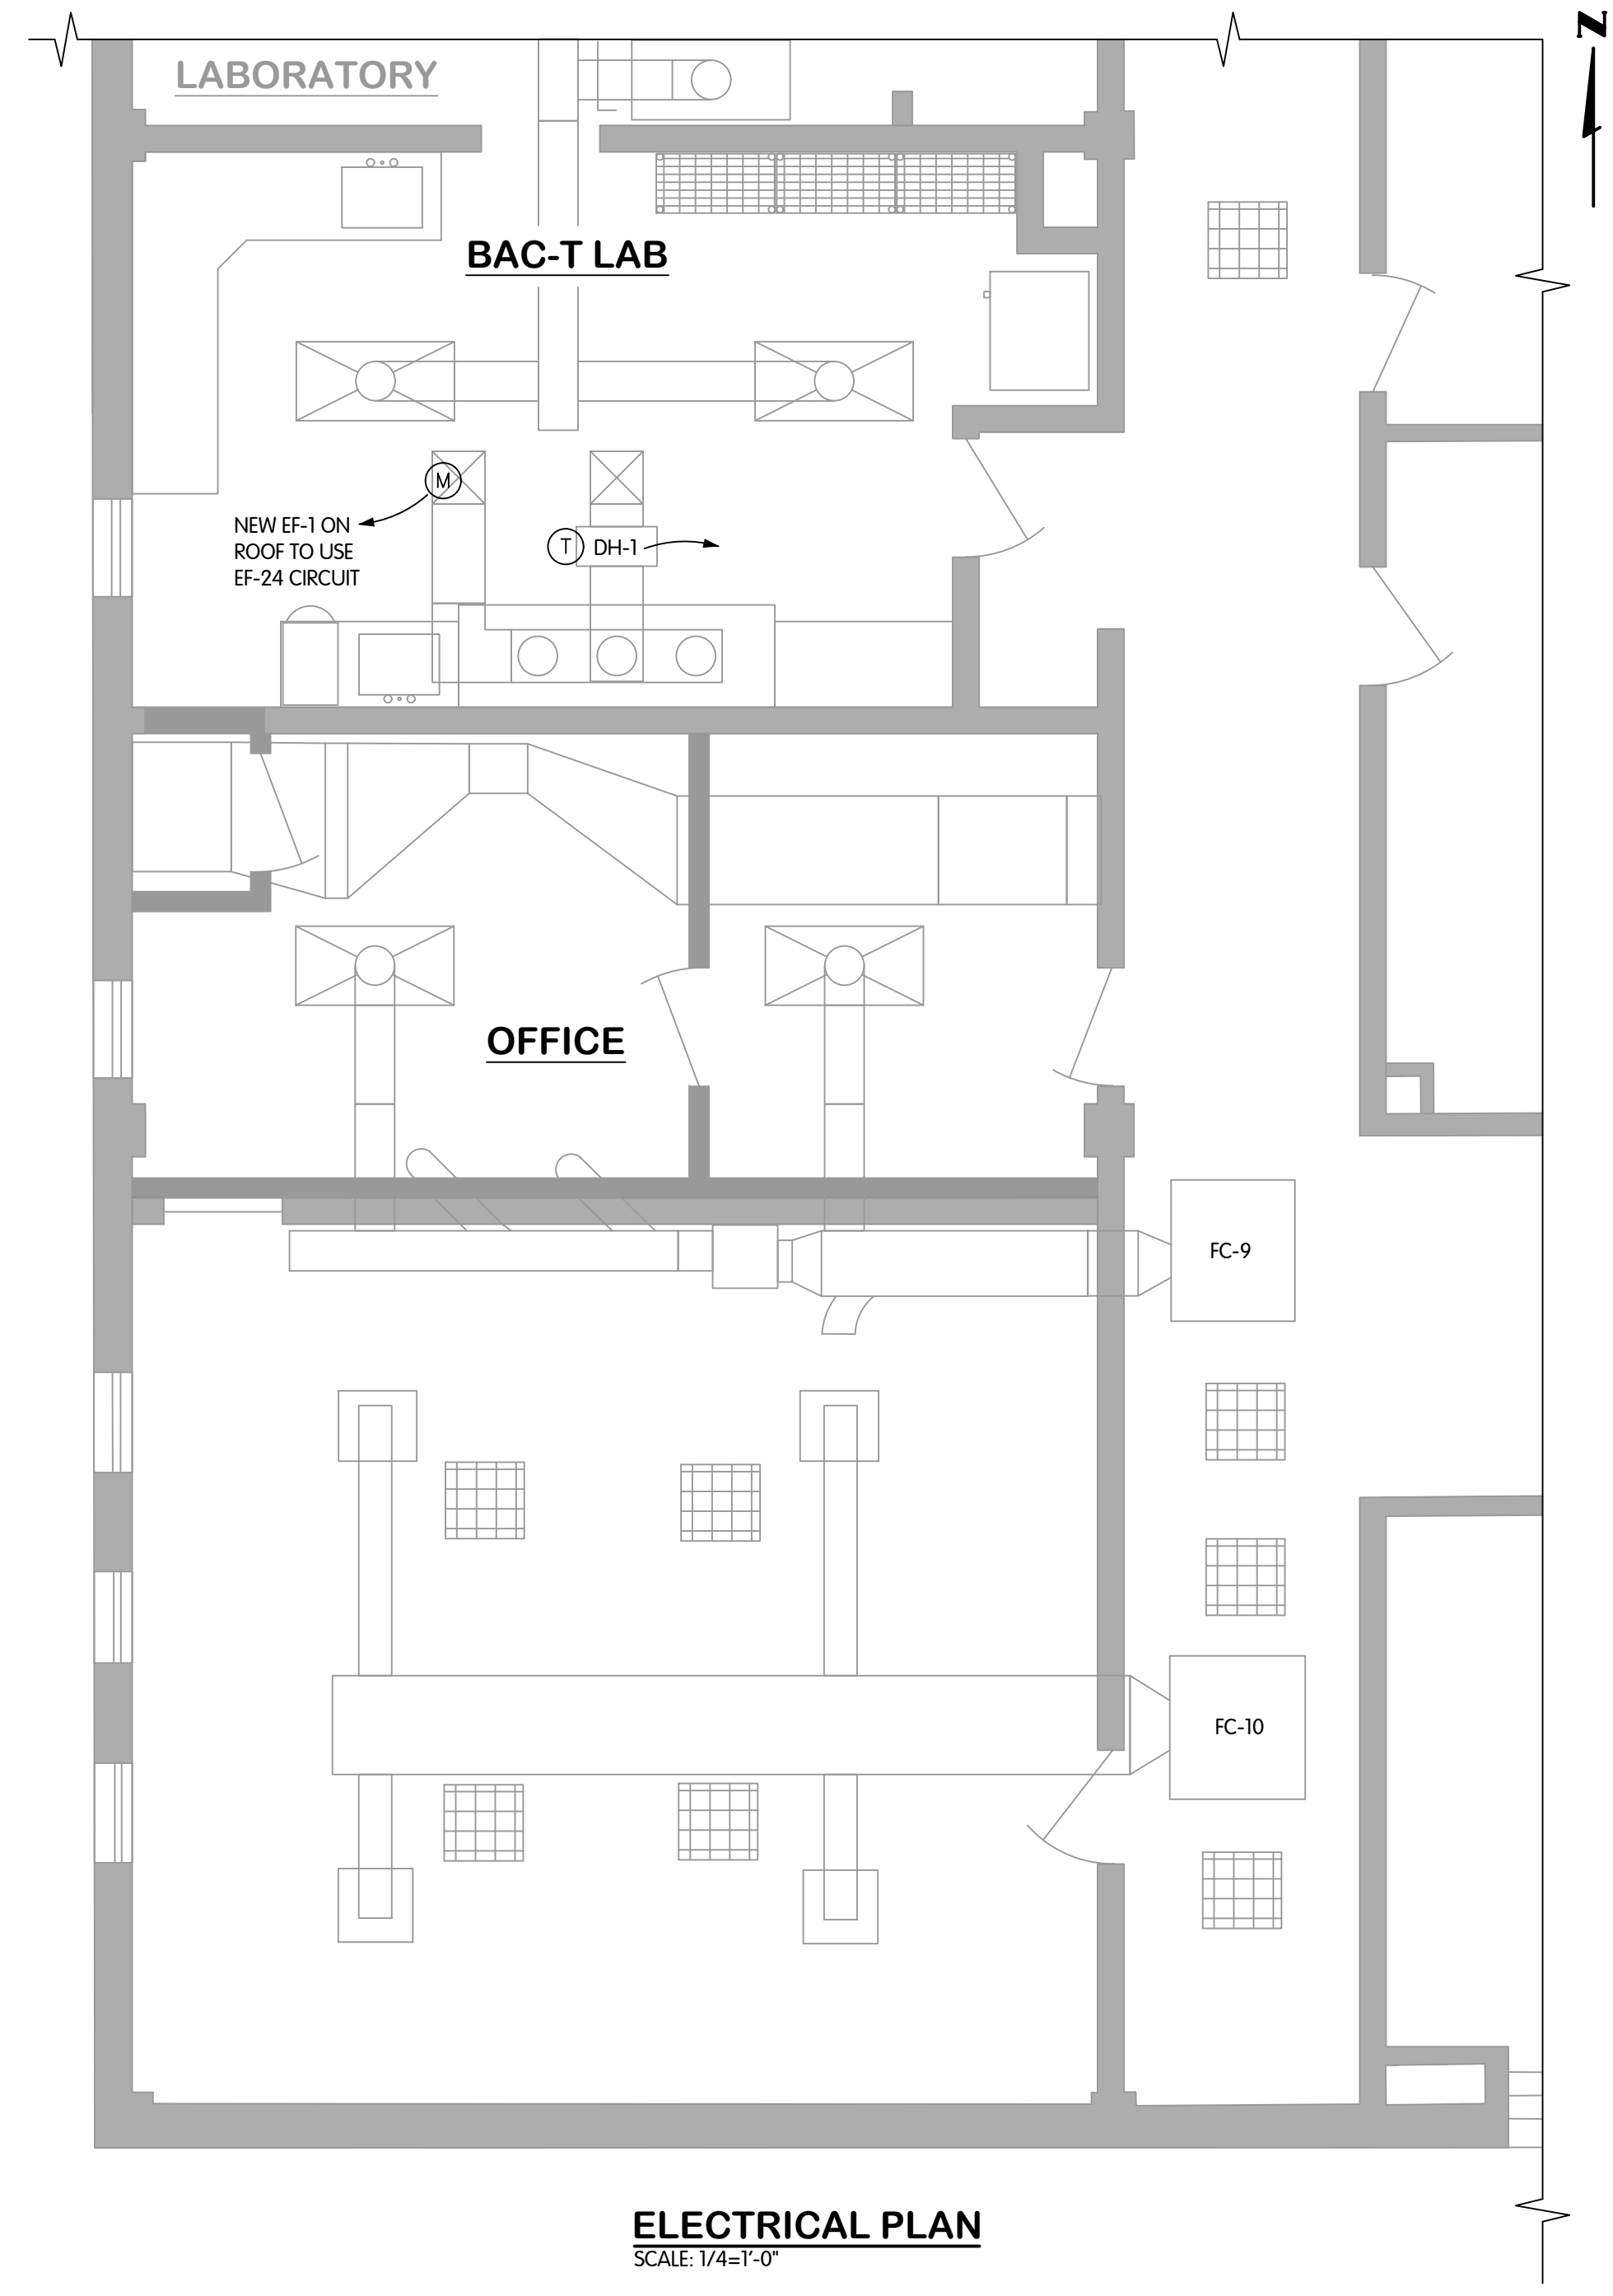 N
LABORATORY
BAC-T LAB
M
NEW EF-1 ON
ROOF TO USE
EF-24 CIRCUIT
T DH-1
OFFICE
FC-9
FC-10
ELECTRICAL PLAN
SCALE: 1/4=1'-0"